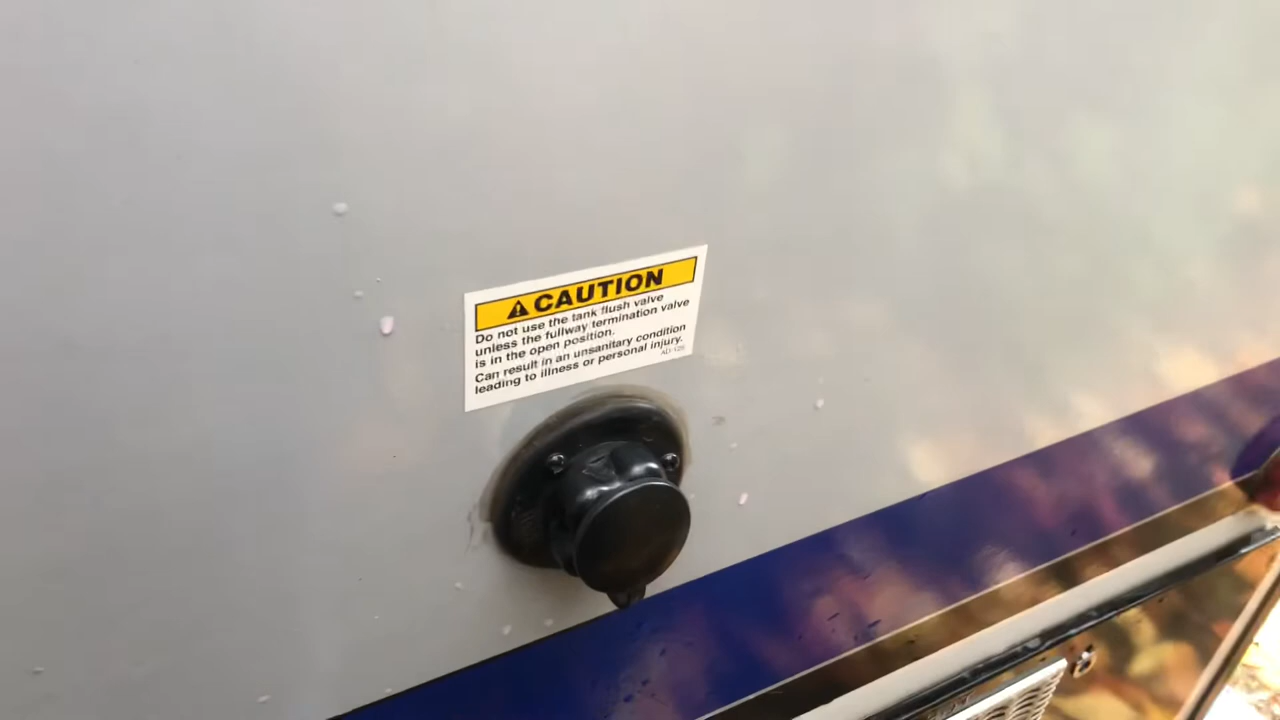 ⚠CAUTION
Do not use the tank flush valve
unless the fullway termination valve
is in the open position.
Can result in an unsanitary condition
leading to illness or personal injury.